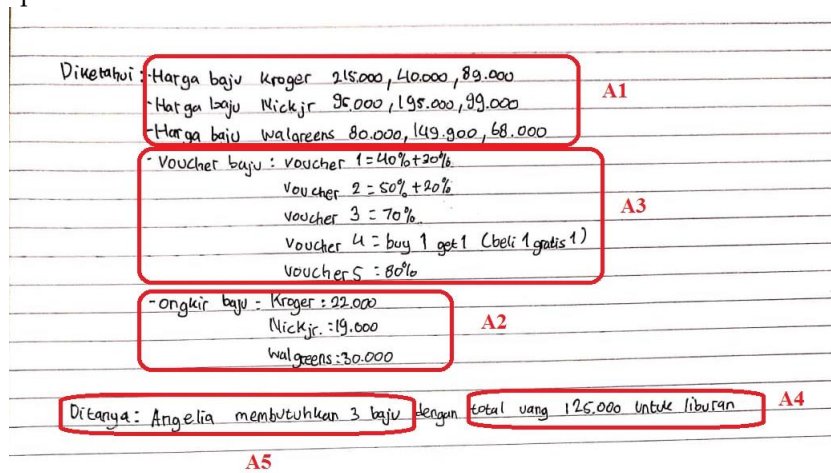 Diketahui : - Harga baju Kroger 215.000, 40.000, 89.000 A1
- Harga baju Nickjr 95.000, 195.000, 99.000
- Harga baju walgreens 80.000, 149.900, 68.000
- Voucher baju : voucher 1 = 40% + 20% A3
voucher 2 = 50% + 20%
voucher 3 = 70%
voucher 4 = buy 1 get 1 (beli 1 gratis 1)
voucher 5 : 80%
- ongkir baju = Kroger : 22.000 A2
Nickjr. : 19.000
walgreens : 30.000
Ditanya : Angelia membutuhkan 3 baju dengan total uang 125.000 untuk liburan A4
A5